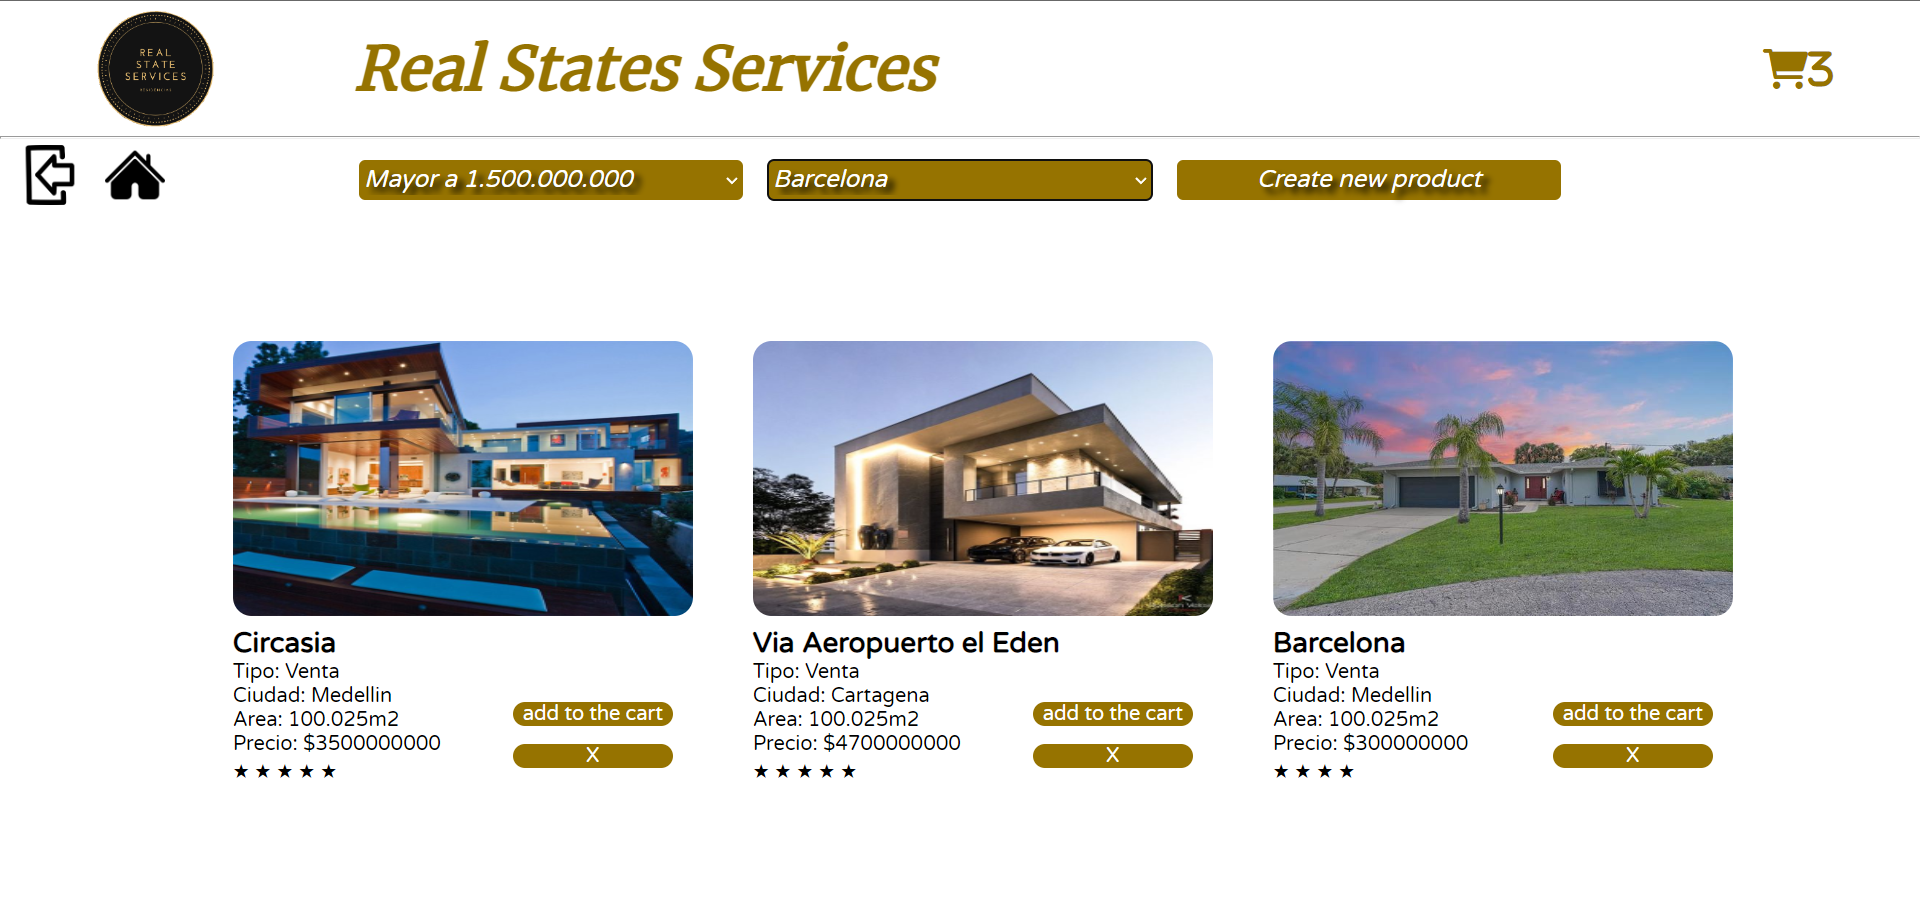 REAL
STATE
SERVICES
Real States Services
3
Mayor a 1.500.000.000
Barcelona
Create new product
Circasia
Tipo: Venta
Ciudad: Medellin
Area: 100.025m2
Precio: $3500000000
★ ★ ★ ★ ★
add to the cart
X
Via Aeropuerto el Eden
Tipo: Venta
Ciudad: Cartagena
Area: 100.025m2
Precio: $4700000000
★ ★ ★ ★ ★
add to the cart
X
Barcelona
Tipo: Venta
Ciudad: Medellin
Area: 100.025m2
Precio: $300000000
★ ★ ★ ★
add to the cart
X